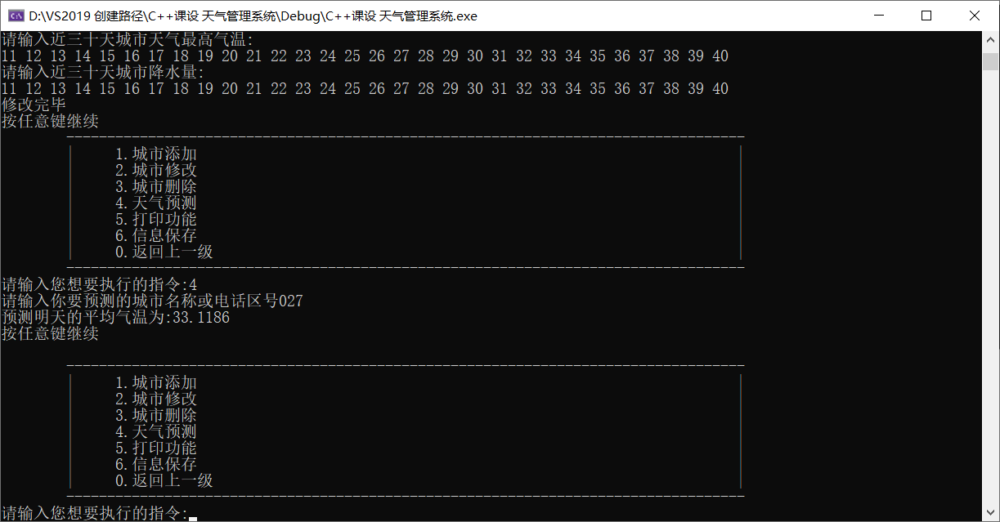 D:\VS2019 创建路径\C++课设 天气管理系统\Debug\C++课设 天气管理系统.exe
请输入近三十天城市天气最高气温:
11 12 13 14 15 16 17 18 19 20 21 22 23 24 25 26 27 28 29 30 31 32 33 34 35 36 37 38 39 40
请输入近三十天城市降水量:
11 12 13 14 15 16 17 18 19 20 21 22 23 24 25 26 27 28 29 30 31 32 33 34 35 36 37 38 39 40
修改完毕
按任意键继续
1.城市添加
2.城市修改
3.城市删除
4.天气预测
5.打印功能
6.信息保存
0.返回上一级
请输入您想要执行的指令:4
请输入你要预测的城市名称或电话区号027
预测明天的平均气温为:33.1186
按任意键继续
1.城市添加
2.城市修改
3.城市删除
4.天气预测
5.打印功能
6.信息保存
0.返回上一级
请输入您想要执行的指令: